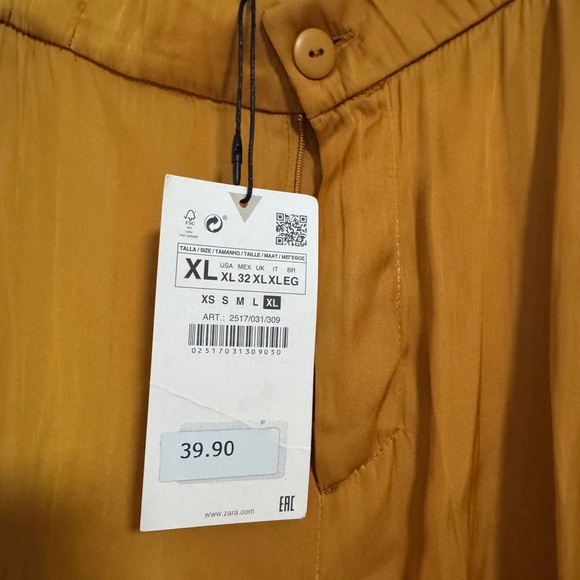 FSC
TALLA / SIZE / TAMANHO / TAILLE / MAAT / ΜΕΓΕΘΟΣ
XL USA MEX UK IT BR
XL 32 XL XL EG
XS S M L XL
ART.: 2517/031/309
02517031309050
39.90
www.zara.com
EAC